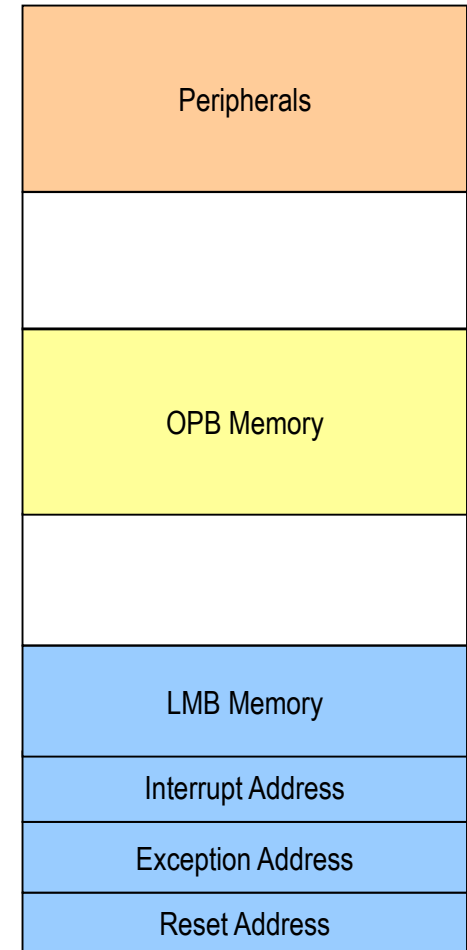 Peripherals
OPB Memory
LMB Memory
Interrupt Address
Exception Address
Reset Address